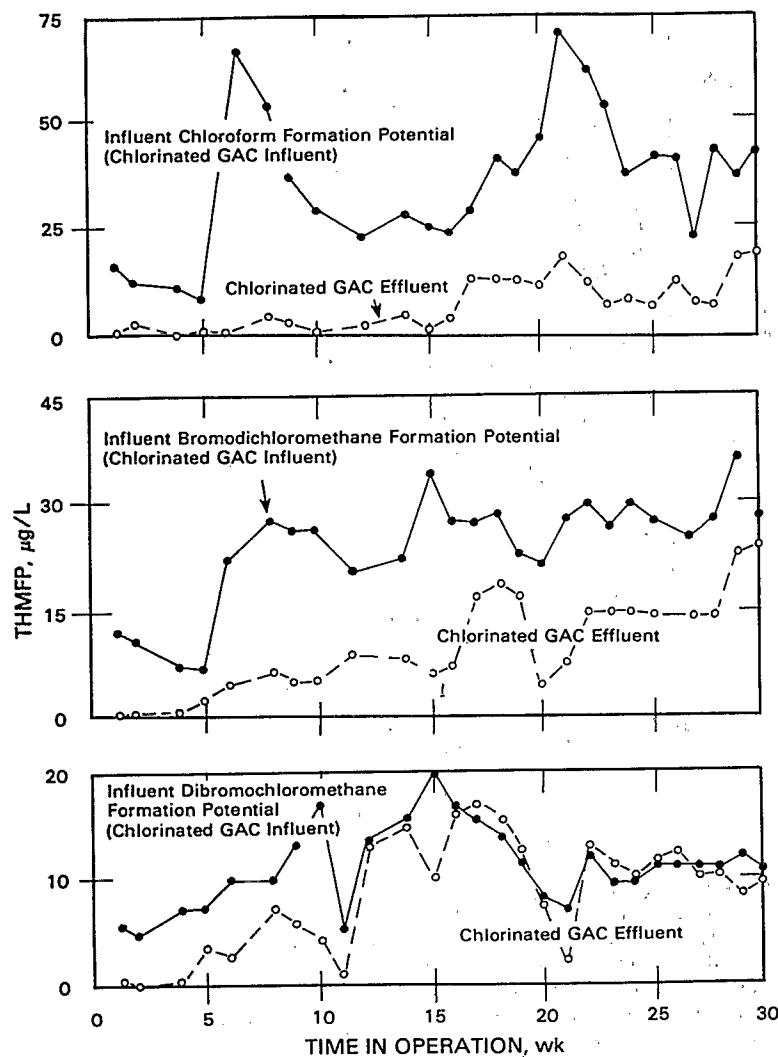 75
50
25
0
Influent Chloroform Formation Potential
(Chlorinated GAC Influent)
Chlorinated GAC Effluent
THMFP, µg/L
45
30
15
0
Influent Bromodichloromethane Formation Potential
(Chlorinated GAC Influent)
Chlorinated GAC Effluent
20
10
0
Influent Dibromochloromethane
Formation Potential
(Chlorinated GAC Influent)
Chlorinated GAC Effluent
0 5 10 15 20 25 30
TIME IN OPERATION, wk